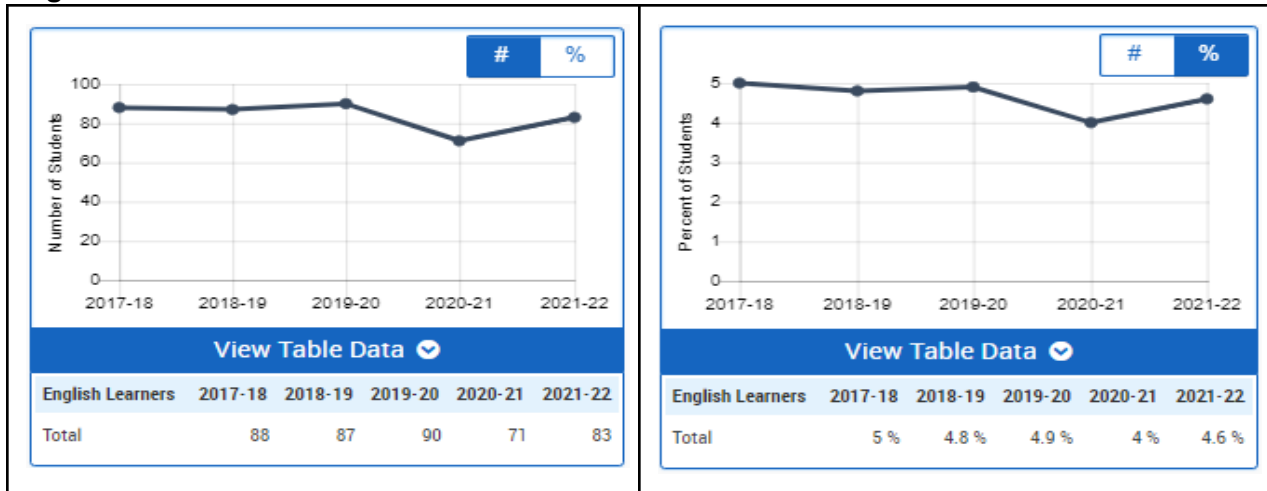 # %
100
80
60
40
20
0
Number of Students
2017-18 2018-19 2019-20 2020-21 2021-22
View Table Data
English Learners 2017-18 2018-19 2019-20 2020-21 2021-22
Total 88 87 90 71 83
# %
5
4
3
2
1
0
Percent of Students
2017-18 2018-19 2019-20 2020-21 2021-22
View Table Data
English Learners 2017-18 2018-19 2019-20 2020-21 2021-22
Total 5 % 4.8 % 4.9 % 4 % 4.6 %